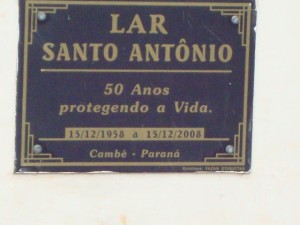 LAR
SANTO ANTÔNIO
50 Anos
protegendo a Vida.
15/12/1958 a 15/12/2008
Cambé - Paraná